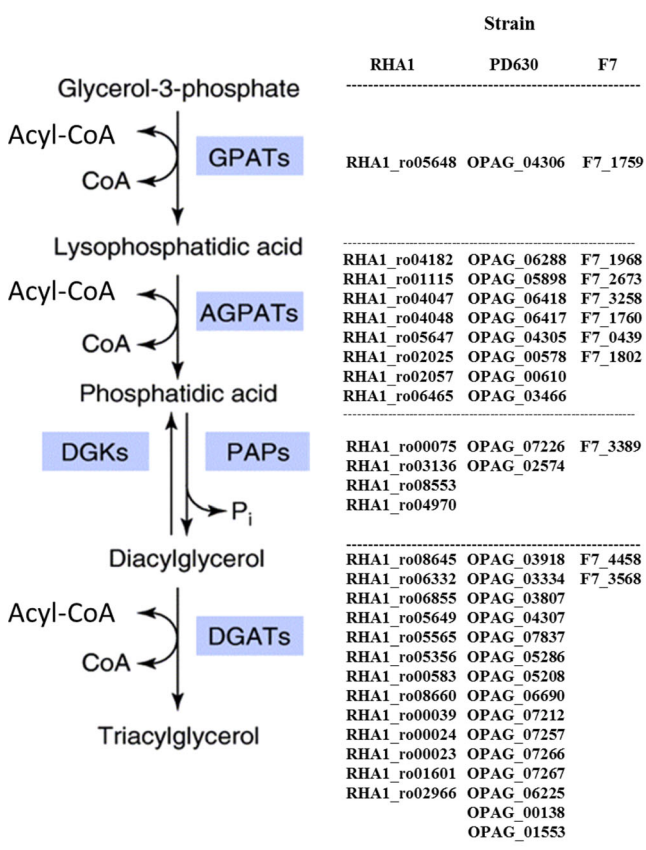 Strain
RHA1 PD630 F7
Glycerol-3-phosphate
Acyl-CoA
GPATs
CoA
RHA1_ro05648 OPAG_04306 F7_1759
Lysophosphatidic acid
Acyl-CoA
AGPATs
CoA
RHA1_ro04182 OPAG_06288 F7_1968
RHA1_ro01115 OPAG_05898 F7_2673
RHA1_ro04047 OPAG_06418 F7_3258
RHA1_ro04048 OPAG_06417 F7_1760
RHA1_ro05647 OPAG_04305 F7_0439
RHA1_ro02025 OPAG_00578 F7_1802
RHA1_ro02057 OPAG_00610
RHA1_ro06465 OPAG_03466
Phosphatidic acid
DGKs PAPs
Pi
RHA1_ro00075 OPAG_07226 F7_3389
RHA1_ro03136 OPAG_02574
RHA1_ro08553
RHA1_ro04970
Diacylglycerol
Acyl-CoA
DGATs
CoA
RHA1_ro08645 OPAG_03918 F7_4458
RHA1_ro06332 OPAG_03334 F7_3568
RHA1_ro06855 OPAG_03807
RHA1_ro05649 OPAG_04307
RHA1_ro05565 OPAG_07837
RHA1_ro05356 OPAG_05286
RHA1_ro00583 OPAG_05208
RHA1_ro08660 OPAG_06690
RHA1_ro00039 OPAG_07212
RHA1_ro00024 OPAG_07257
RHA1_ro00023 OPAG_07266
RHA1_ro01601 OPAG_07267
RHA1_ro02966 OPAG_06225
OPAG_00138
OPAG_01553
Triacylglycerol